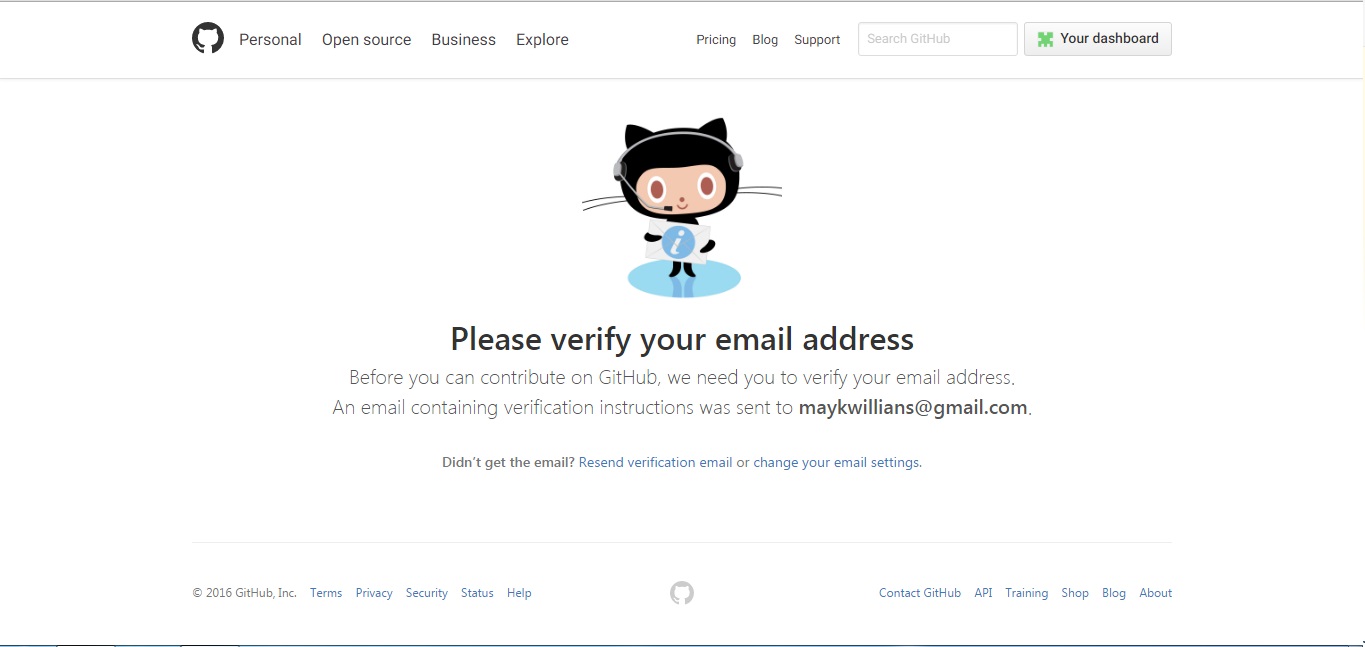 Personal Open source Business Explore Pricing Blog Support Search GitHub Your dashboard
i
Please verify your email address
Before you can contribute on GitHub, we need you to verify your email address.
An email containing verification instructions was sent to maykwillians@gmail.com.
Didn’t get the email? Resend verification email or change your email settings.
© 2016 GitHub, Inc. Terms Privacy Security Status Help Contact GitHub API Training Shop Blog About